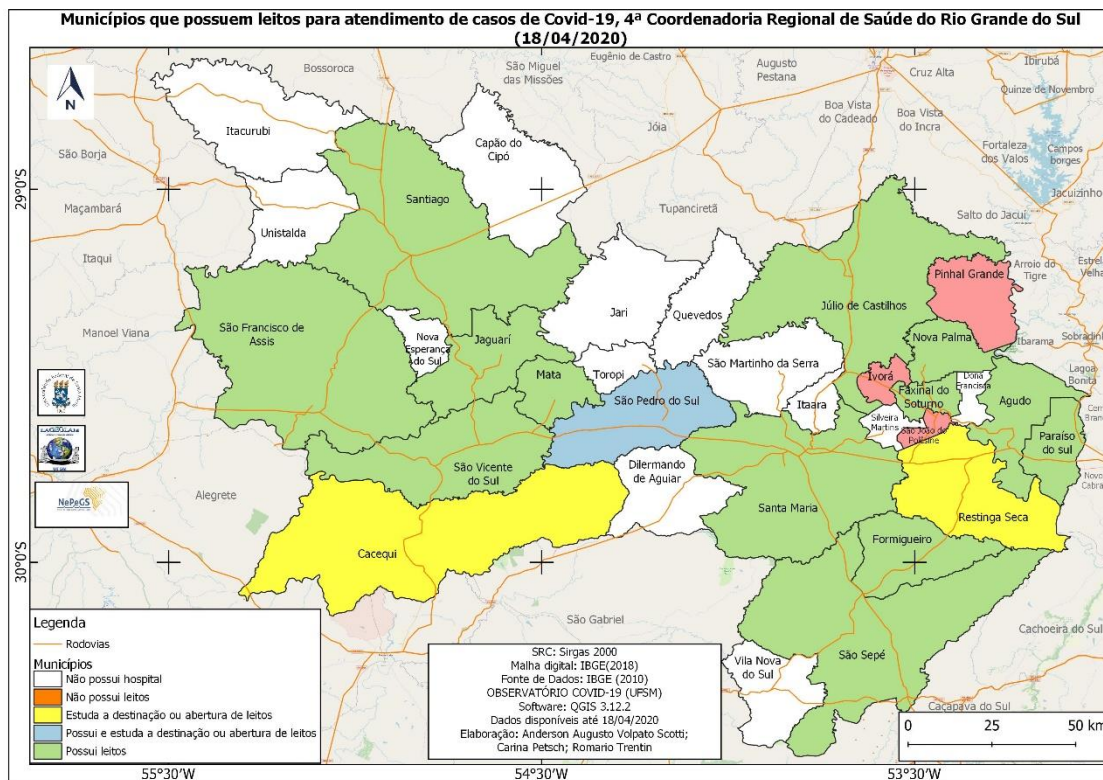 Municípios que possuem leitos para atendimento de casos de Covid-19, 4ª Coordenadoria Regional de Saúde do Rio Grande do Sul
(18/04/2020)
N
Bossoroca
São Miguel
das Missões
Eugênio de Castro
Augusto
Pestana
Cruz Alta
Ibirubá
Quinze de Novembro
Boa Vista
do Cadeado
Boa Vista
do Incra
Fortaleza
dos Valos
Campos
borges
Jóia
Itacurubi
Capão do
Cipó
São Borja
29°S
29°S
Jacuizinho
Maçambará
Santiago
Tupanciretã
Salto do Jacui
Unistalda
Itaqui
Pinhal Grande
Arroio do
Tigre
Estrel
Velha
Manoel Viana
São Francisco de
Assis
Jari
Quevedos
Júlio de Castilhos
Nova
Esperança
do Sul
Jaguarí
Nova Palma
Ibarama
Sobradinho
Toropi
São Martinho da Serra
Lagoa
Bonita
Mata
Ivorá
Dona
Francisca
São Pedro do Sul
Itaara
Faxinal do
Soturno
Agudo
Silveira
Martins
São João do
Polêsine
Paraíso
do sul
São Vicente
do Sul
Dilermando
de Aguiar
Alegrete
Santa Maria
Restinga Seca
Novo
Cabra
Cacequi
Formigueiro
30°S
30°S
São Gabriel
Cachoeira do Sul
Vila Nova
do Sul
São Sepé
Caçapava do Sul
NePeGS
Legenda
Rodovias
Municípios
Não possui hospital
Não possui leitos
Estuda a destinação ou abertura de leitos
Possui e estuda a destinação ou abertura de leitos
Possui leitos
SRC: Sirgas 2000
Malha digital: IBGE(2018)
Fonte de Dados: IBGE (2010)
OBSERVATÓRIO COVID-19 (UFSM)
Software: QGIS 3.12.2
Dados disponíveis até 18/04/2020
Elaboração: Anderson Augusto Volpato Scotti;
Carina Petsch; Romario Trentin
0 25 50 km
55°30'W 54°30'W 53°30'W